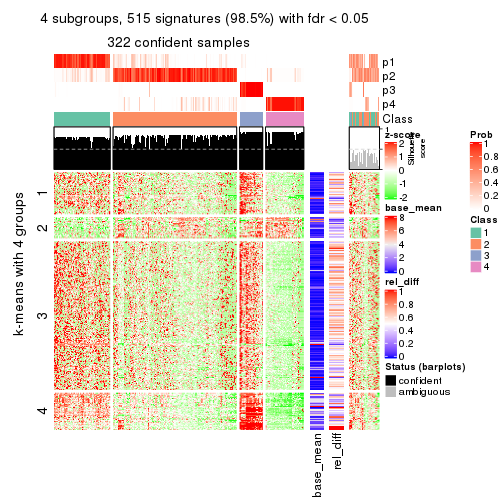 4 subgroups, 515 signatures (98.5%) with fdr < 0.05
322 confident samples
p1
p2
p3
p4
Class
Silhouette
score
k-means with 4 groups
1
2
3
4
base_mean
rel_diff
z-score
2
1
0
-1
-2
base_mean
8
6
4
2
0
rel_diff
1
0.8
0.6
0.4
0.2
0
Status (barplots)
confident
ambiguous
Prob
1
0.8
0.6
0.4
0.2
0
Class
1
2
3
4